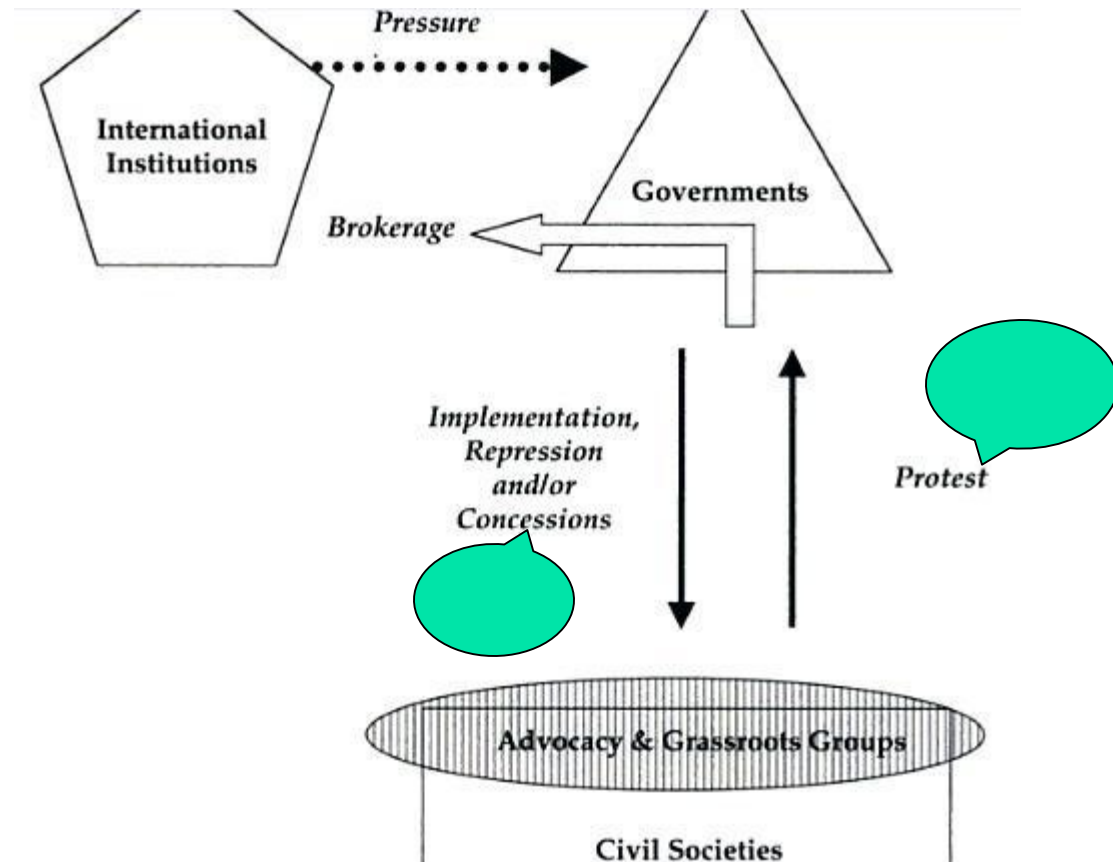 Pressure
International
Institutions
Governments
Brokerage
Implementation,
Repression
and/or
Concessions
Protest
Advocacy & Grassroots Groups
Civil Societies